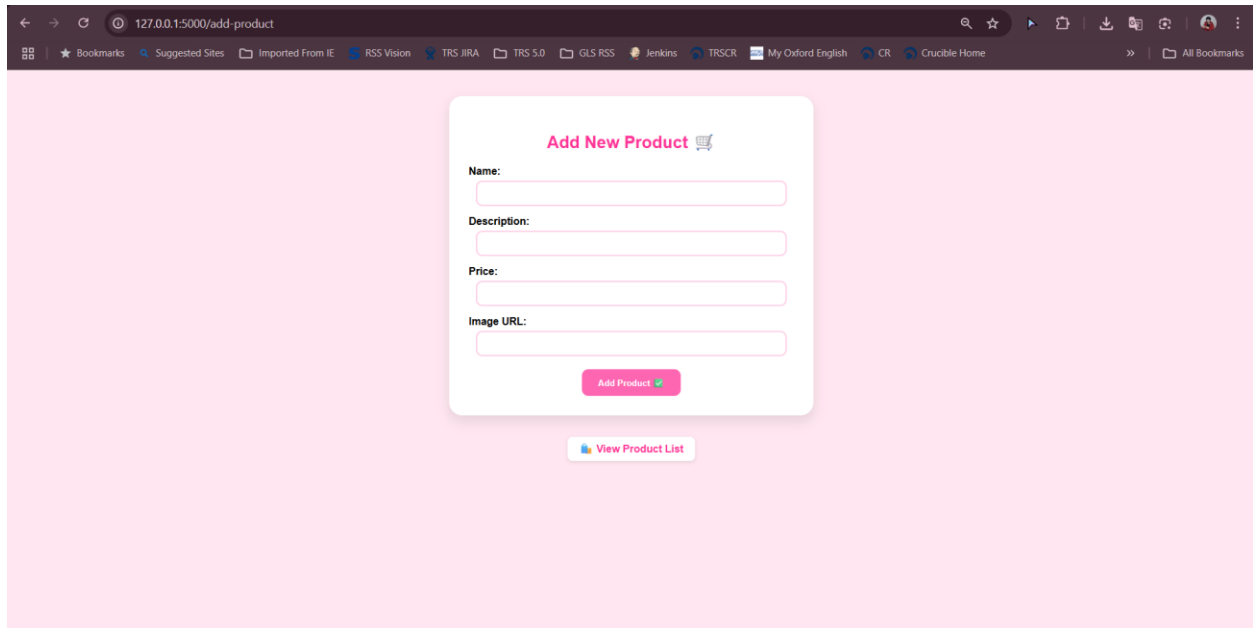 127.0.0.1:5000/add-product
Bookmarks Suggested Sites Imported From IE RSS Vision TRS JIRA TRS 5.0 GLS RSS Jenkins TRSCR My Oxford English CR Crucible Home » All Bookmarks
Add New Product 🛒
Name:
Description:
Price:
Image URL:
Add Product ✅
🛍️ View Product List